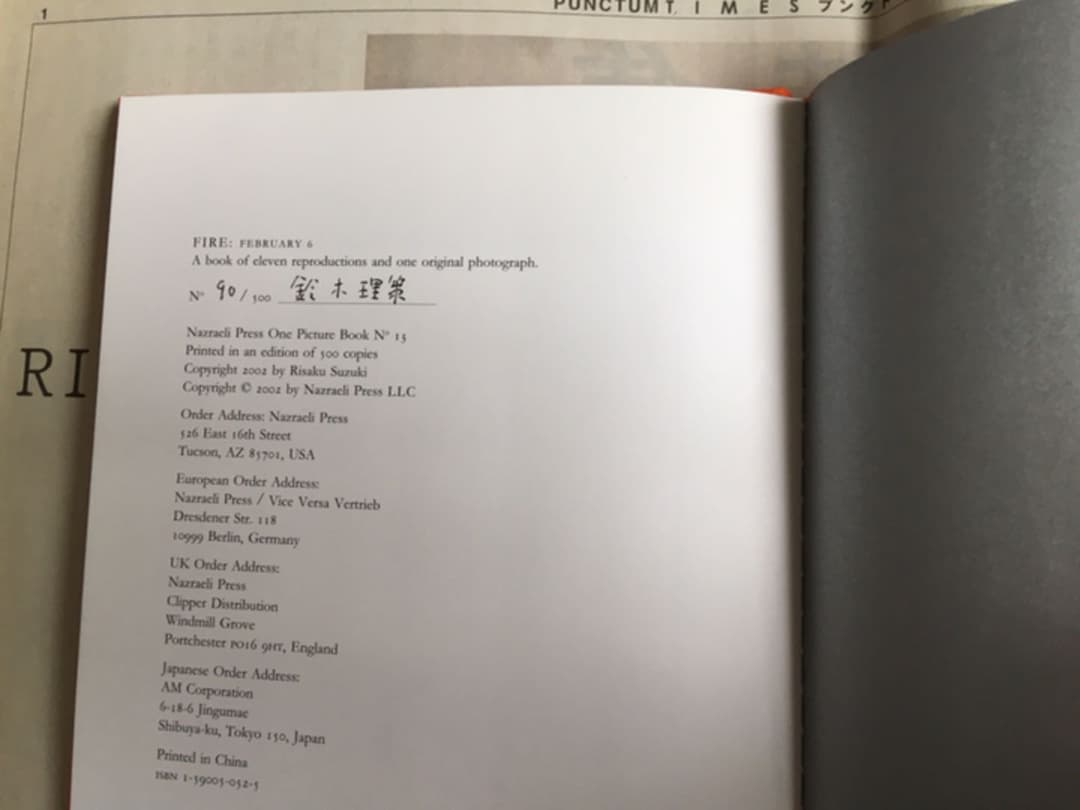 1
PUNCTUM TIMES プンク
RI
FIRE: FEBRUARY 6
A book of eleven reproductions and one original photograph.
Nº 90/500 鈴木理策
Nazraeli Press One Picture Book Nº 15
Printed in an edition of 500 copies
Copyright 2002 by Risaku Suzuki
Copyright © 2002 by Nazraeli Press LLC
Order Address: Nazraeli Press
526 East 16th Street
Tucson, AZ 85701, USA
European Order Address:
Nazraeli Press / Vice Versa Vertrieb
Dresdener Str. 118
10999 Berlin, Germany
UK Order Address:
Nazraeli Press
Clipper Distribution
Windmill Grove
Portchester PO16 9HT, England
Japanese Order Address:
AM Corporation
6-18-6 Jingumae
Shibuya-ku, Tokyo 150, Japan
Printed in China
ISBN 1-59005-052-5